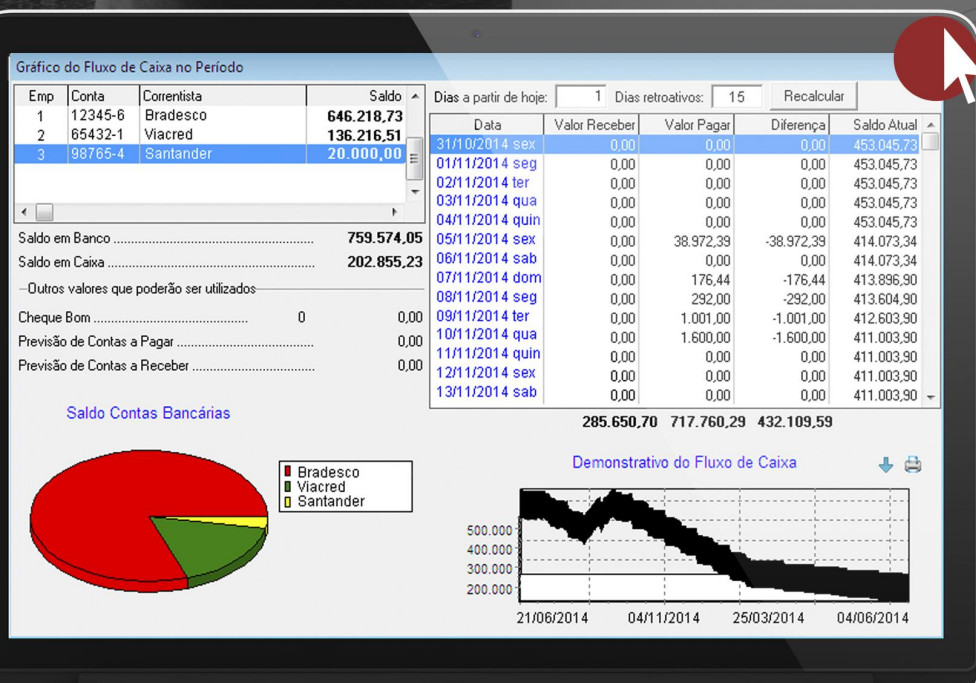 Gráfico do Fluxo de Caixa no Período
Emp Conta Correntista Saldo
1 12345-6 Bradesco 646.218,73
2 65432-1 Viacred 136.216,51
3 98765-4 Santander 20.000,00
Saldo em Banco 759.574,05
Saldo em Caixa 202.855,23
Outros valores que poderão ser utilizados
Cheque Bom 0 0,00
Previsão de Contas a Pagar 0,00
Previsão de Contas a Receber 0,00
Dias a partir de hoje: 1 Dias retroativos: 15 Recalcular
Data Valor Receber Valor Pagar Diferença Saldo Atual
31/10/2014 sex 0,00 0,00 0,00 453.045,73
01/11/2014 seg 0,00 0,00 0,00 453.045,73
02/11/2014 ter 0,00 0,00 0,00 453.045,73
03/11/2014 qua 0,00 0,00 0,00 453.045,73
04/11/2014 quin 0,00 0,00 0,00 453.045,73
05/11/2014 sex 0,00 38.972,39 -38.972,39 414.073,34
06/11/2014 sab 0,00 0,00 0,00 414.073,34
07/11/2014 dom 0,00 176,44 -176,44 413.896,90
08/11/2014 seg 0,00 292,00 -292,00 413.604,90
09/11/2014 ter 0,00 1.001,00 -1.001,00 412.603,90
10/11/2014 qua 0,00 1.600,00 -1.600,00 411.003,90
11/11/2014 quin 0,00 0,00 0,00 411.003,90
12/11/2014 sex 0,00 0,00 0,00 411.003,90
13/11/2014 sab 0,00 0,00 0,00 411.003,90
285.650,70 717.760,29 432.109,59
Saldo Contas Bancárias
Bradesco
Viacred
Santander
Demonstrativo do Fluxo de Caixa
500.000
400.000
300.000
200.000
21/06/2014 04/11/2014 25/03/2014 04/06/2014